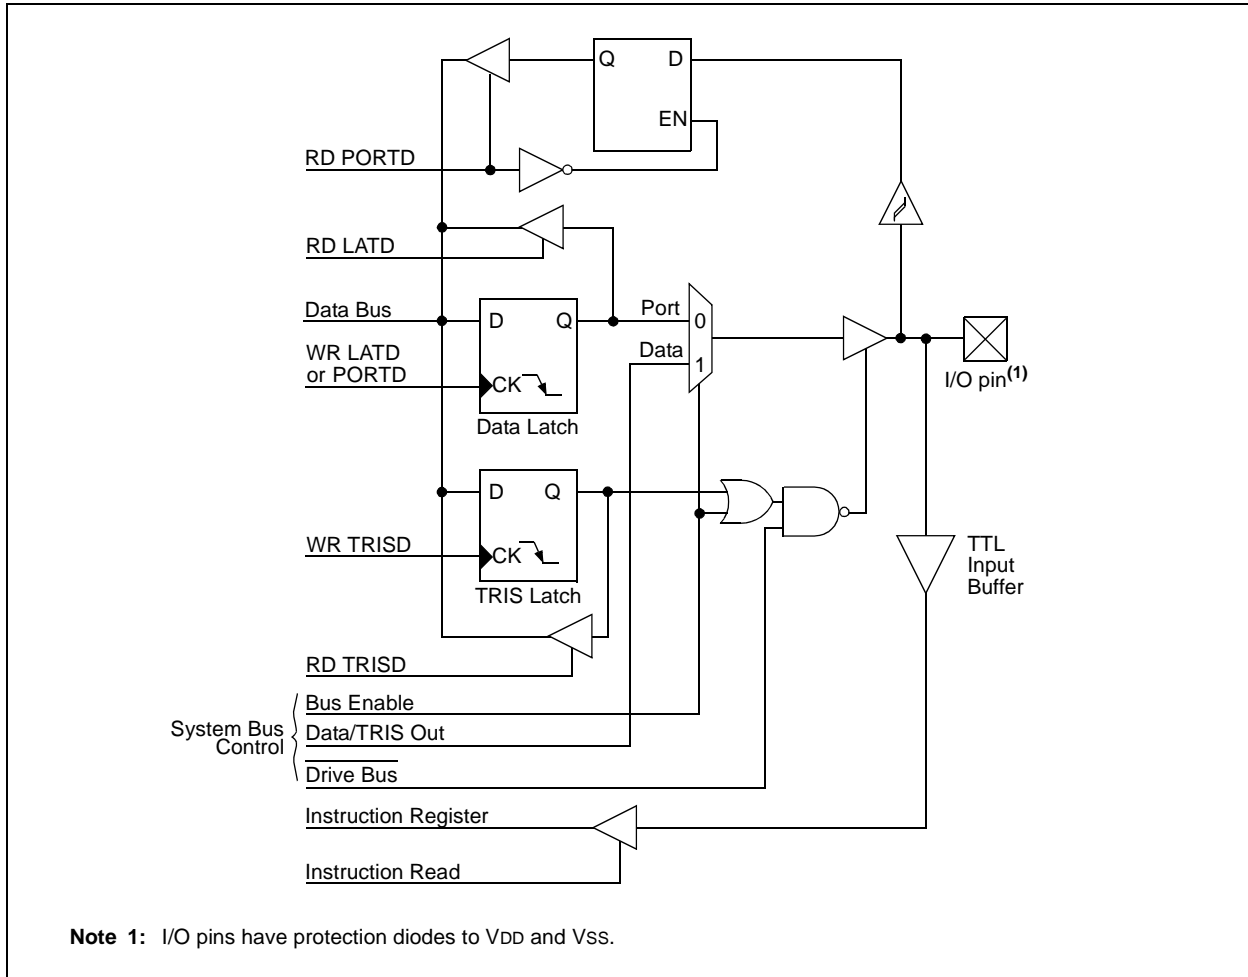 Q D
EN
RD PORTD
RD LATD
Data Bus
WR LATD
or PORTD
D Q
CK
Data Latch
Port
Data
0
1
I/O pin(1)
D Q
CK
TRIS Latch
WR TRISD
TTL
Input
Buffer
RD TRISD
System Bus
Control
Bus Enable
Data/TRIS Out
Drive Bus
Instruction Register
Instruction Read
Note 1: I/O pins have protection diodes to VDD and VSS.